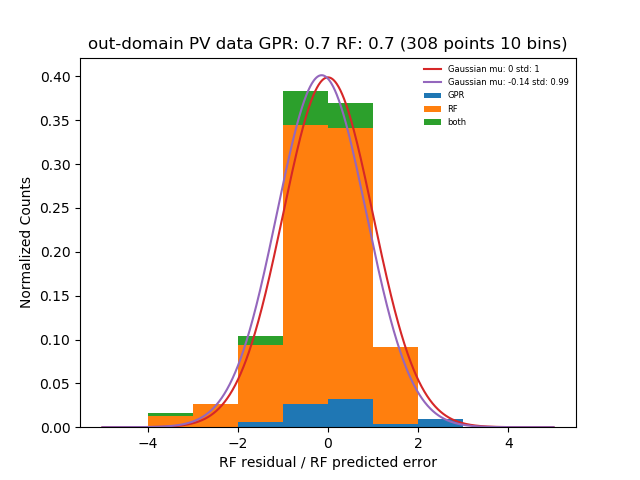 out-domain PV data GPR: 0.7 RF: 0.7 (308 points 10 bins)
Gaussian mu: 0 std: 1
Gaussian mu: -0.14 std: 0.99
GPR
RF
both
Normalized Counts
0.40
0.35
0.30
0.25
0.20
0.15
0.10
0.05
0.00
−4 −2 0 2 4
RF residual / RF predicted error